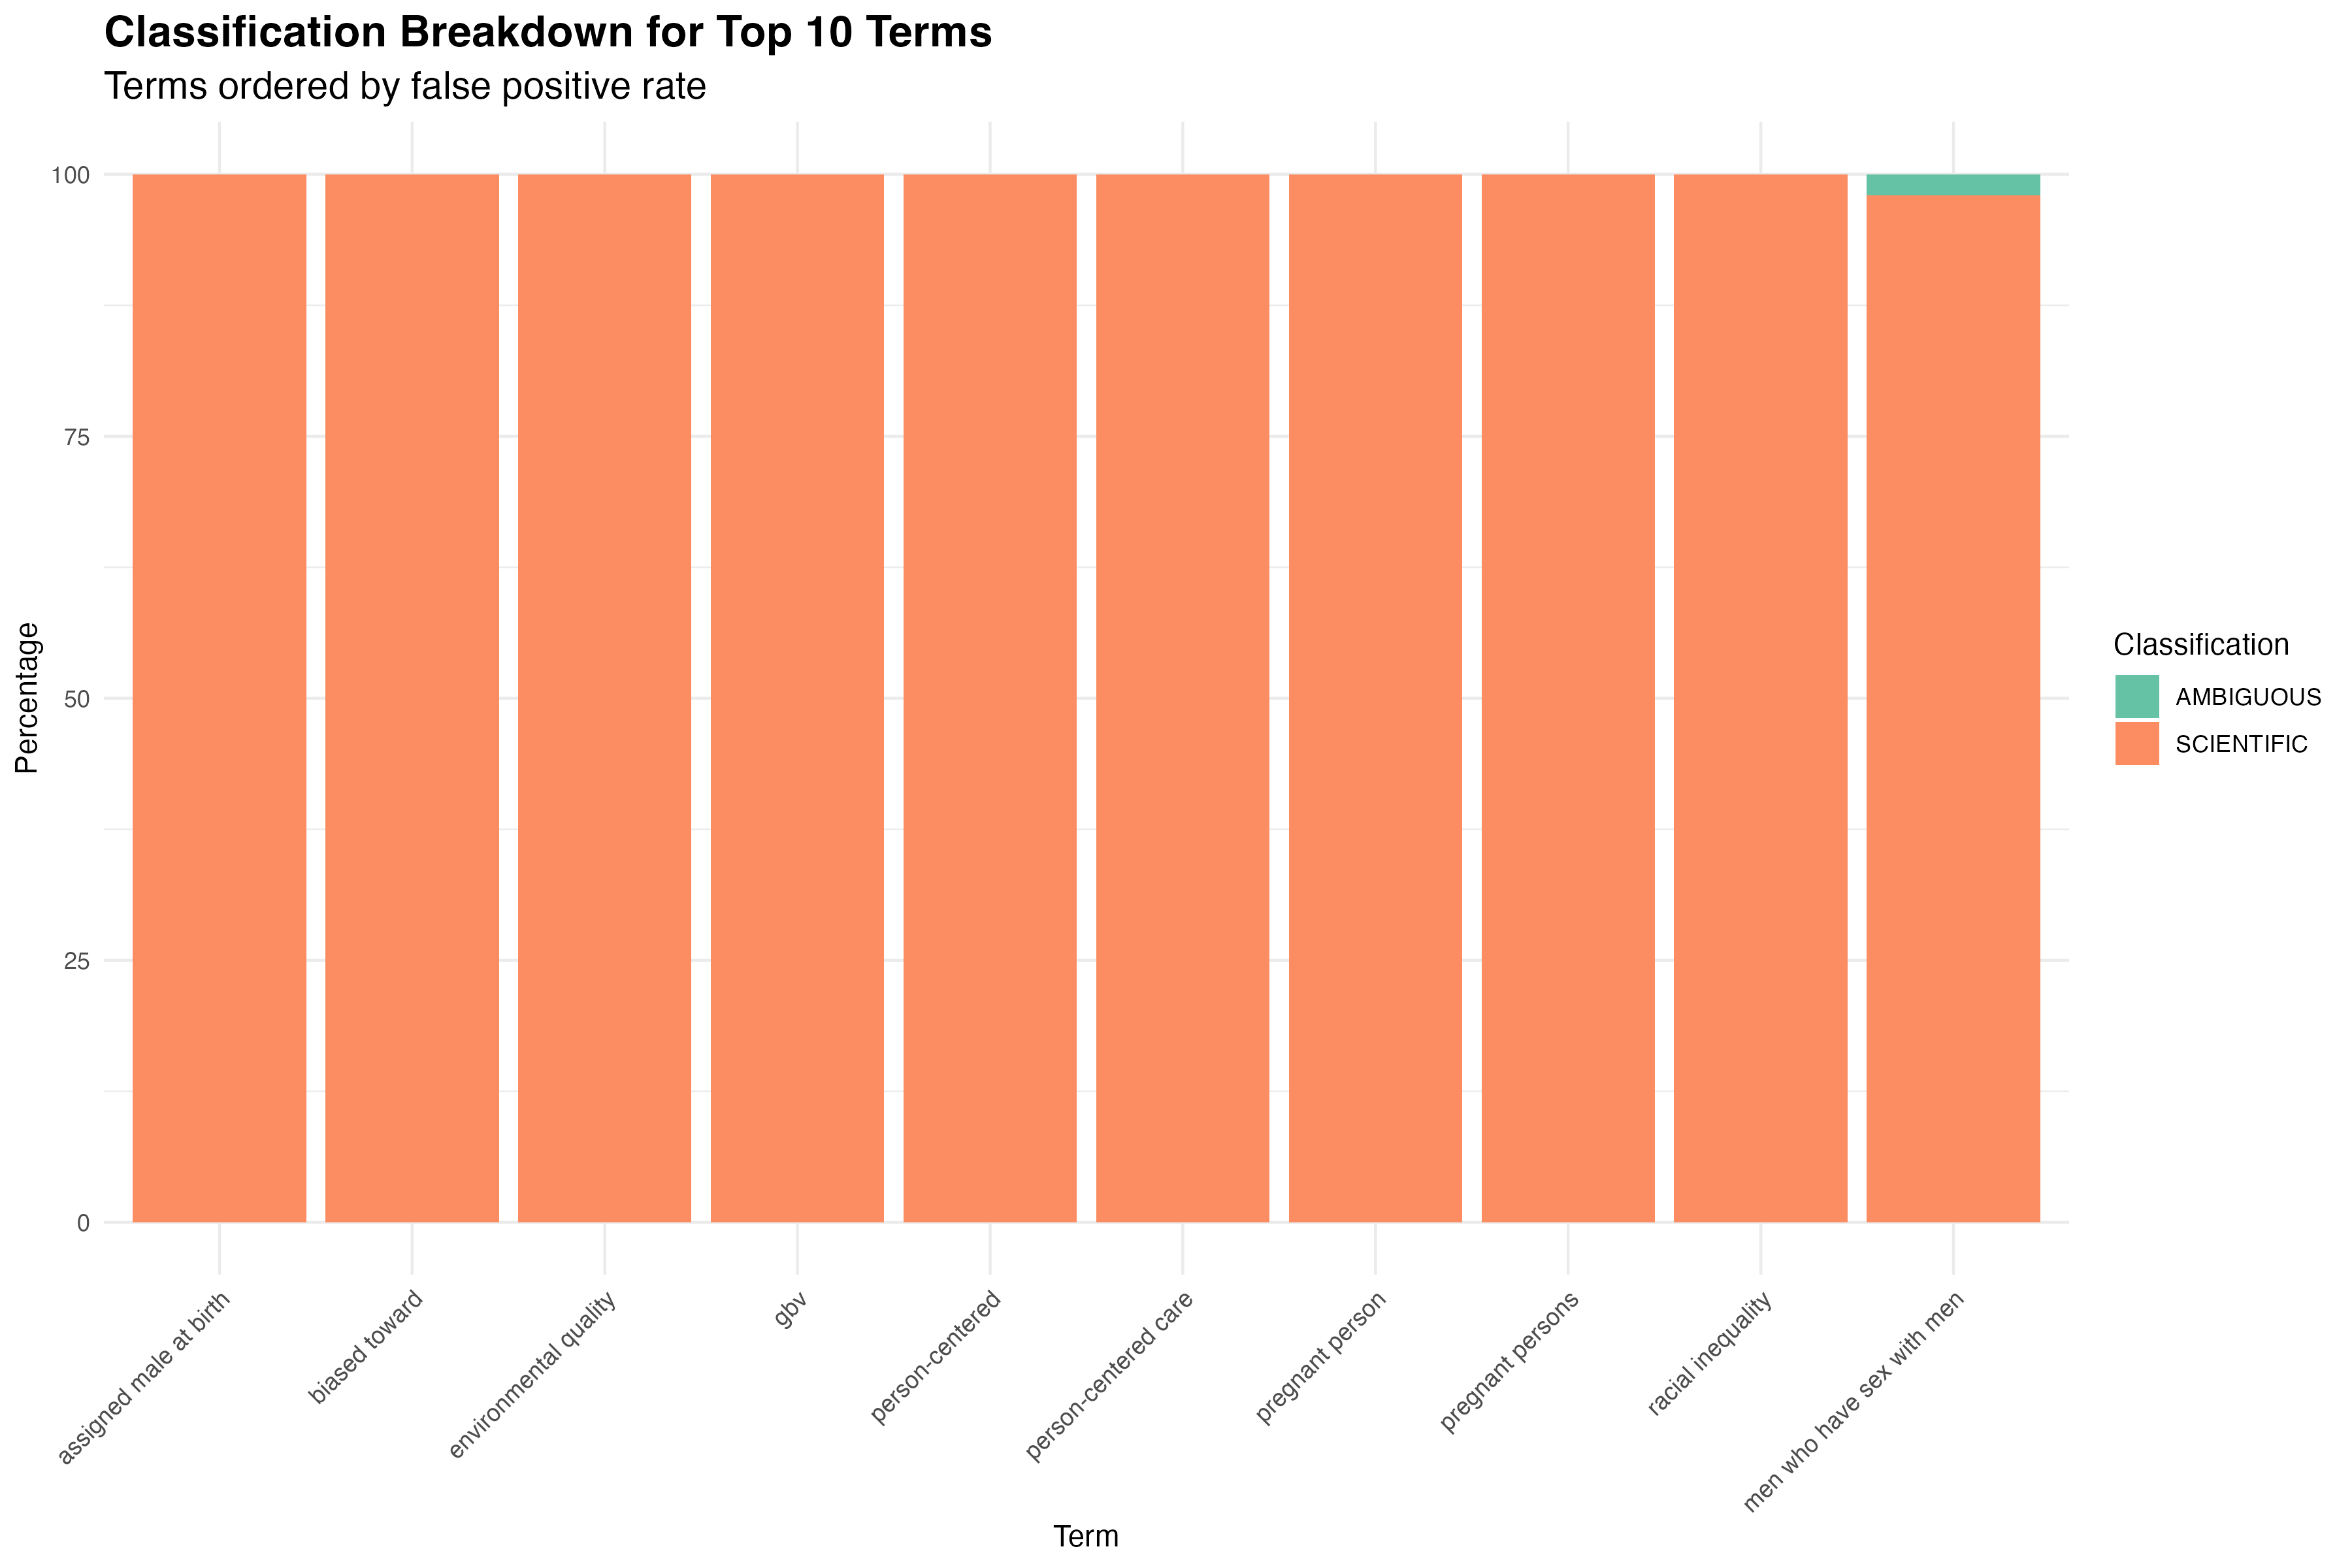 Classification Breakdown for Top 10 Terms
Terms ordered by false positive rate
Percentage
100
75
50
25
0
assigned male at birth
biased toward
environmental quality
gbv
person-centered
person-centered care
pregnant person
pregnant persons
racial inequality
men who have sex with men
Term
Classification
AMBIGUOUS
SCIENTIFIC